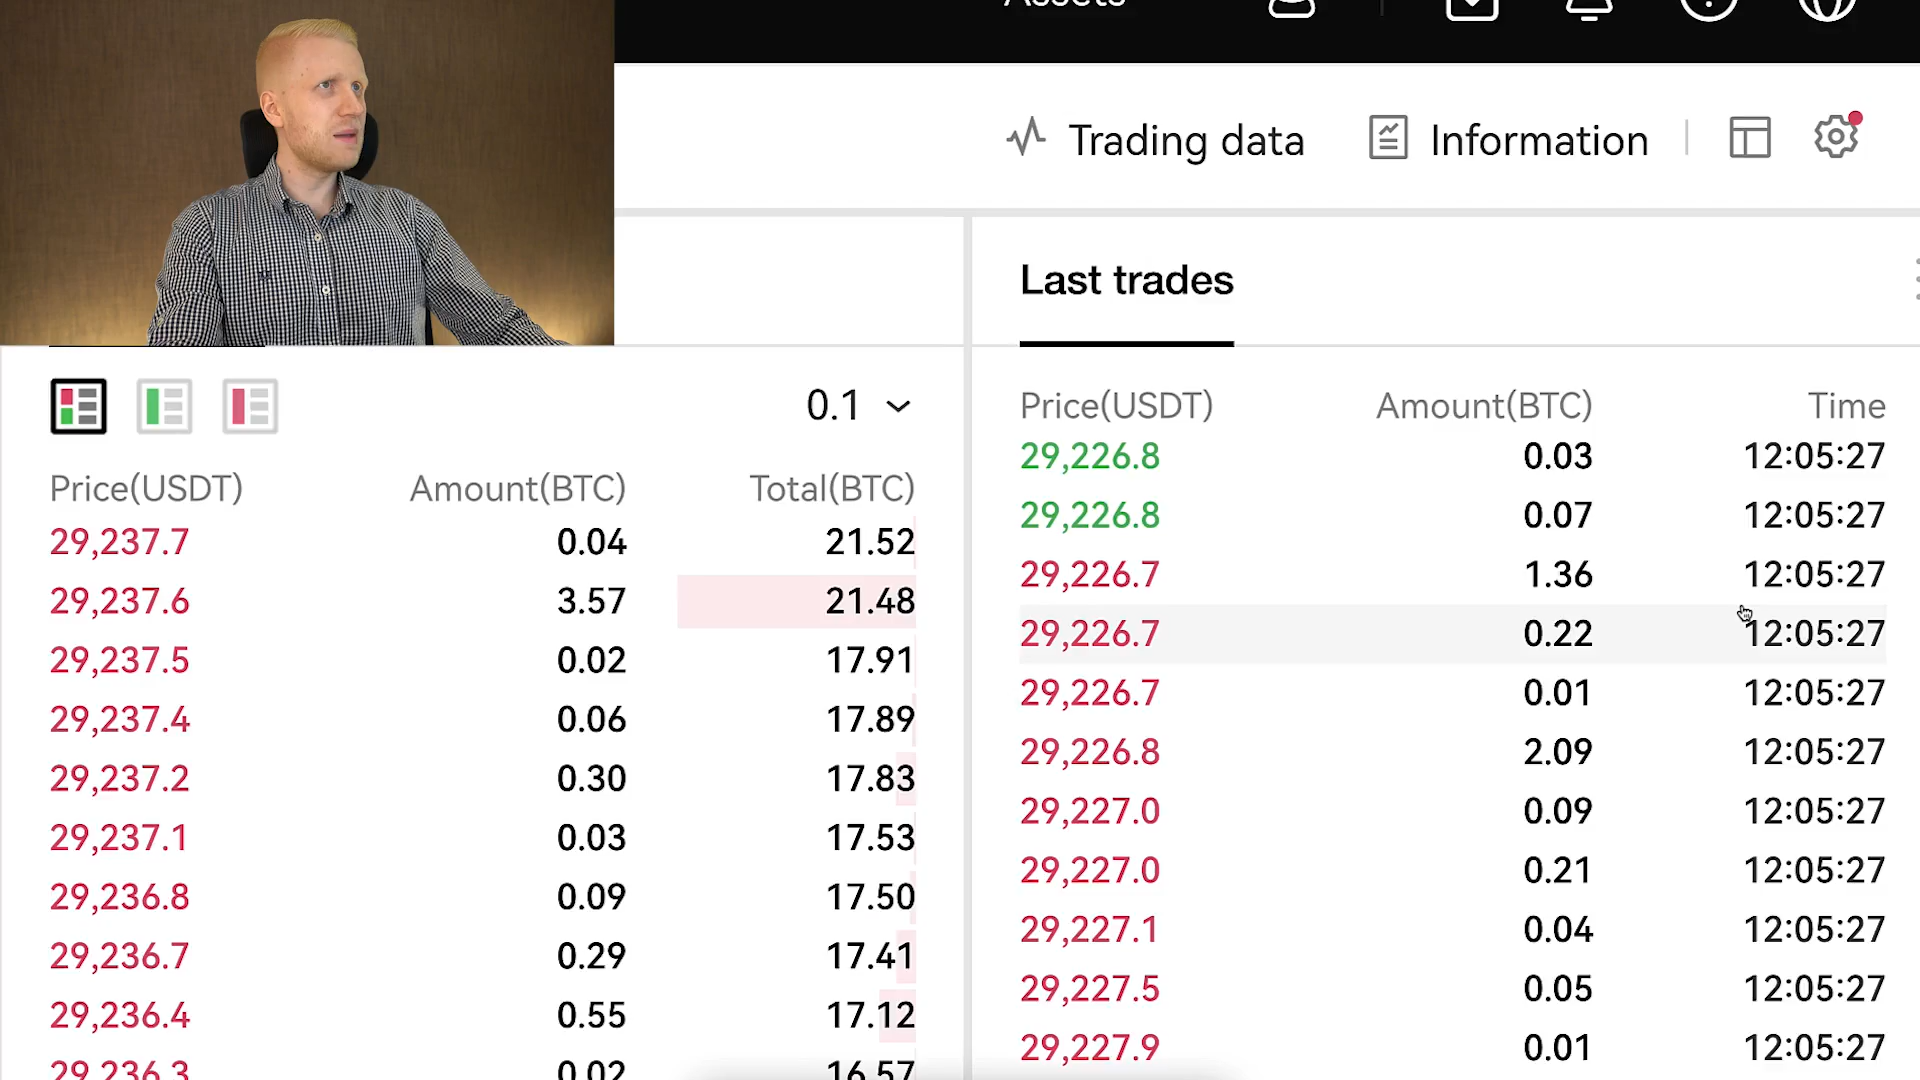 Assets
Trading data Information
Last trades
0.1
Price(USDT) Amount(BTC) Total(BTC)
29,237.7 0.04 21.52
29,237.6 3.57 21.48
29,237.5 0.02 17.91
29,237.4 0.06 17.89
29,237.2 0.30 17.83
29,237.1 0.03 17.53
29,236.8 0.09 17.50
29,236.7 0.29 17.41
29,236.4 0.55 17.12
29,236.3 0.02 16.57
Price(USDT) Amount(BTC) Time
29,226.8 0.03 12:05:27
29,226.8 0.07 12:05:27
29,226.7 1.36 12:05:27
29,226.7 0.22 12:05:27
29,226.7 0.01 12:05:27
29,226.8 2.09 12:05:27
29,227.0 0.09 12:05:27
29,227.0 0.21 12:05:27
29,227.1 0.04 12:05:27
29,227.5 0.05 12:05:27
29,227.9 0.01 12:05:27